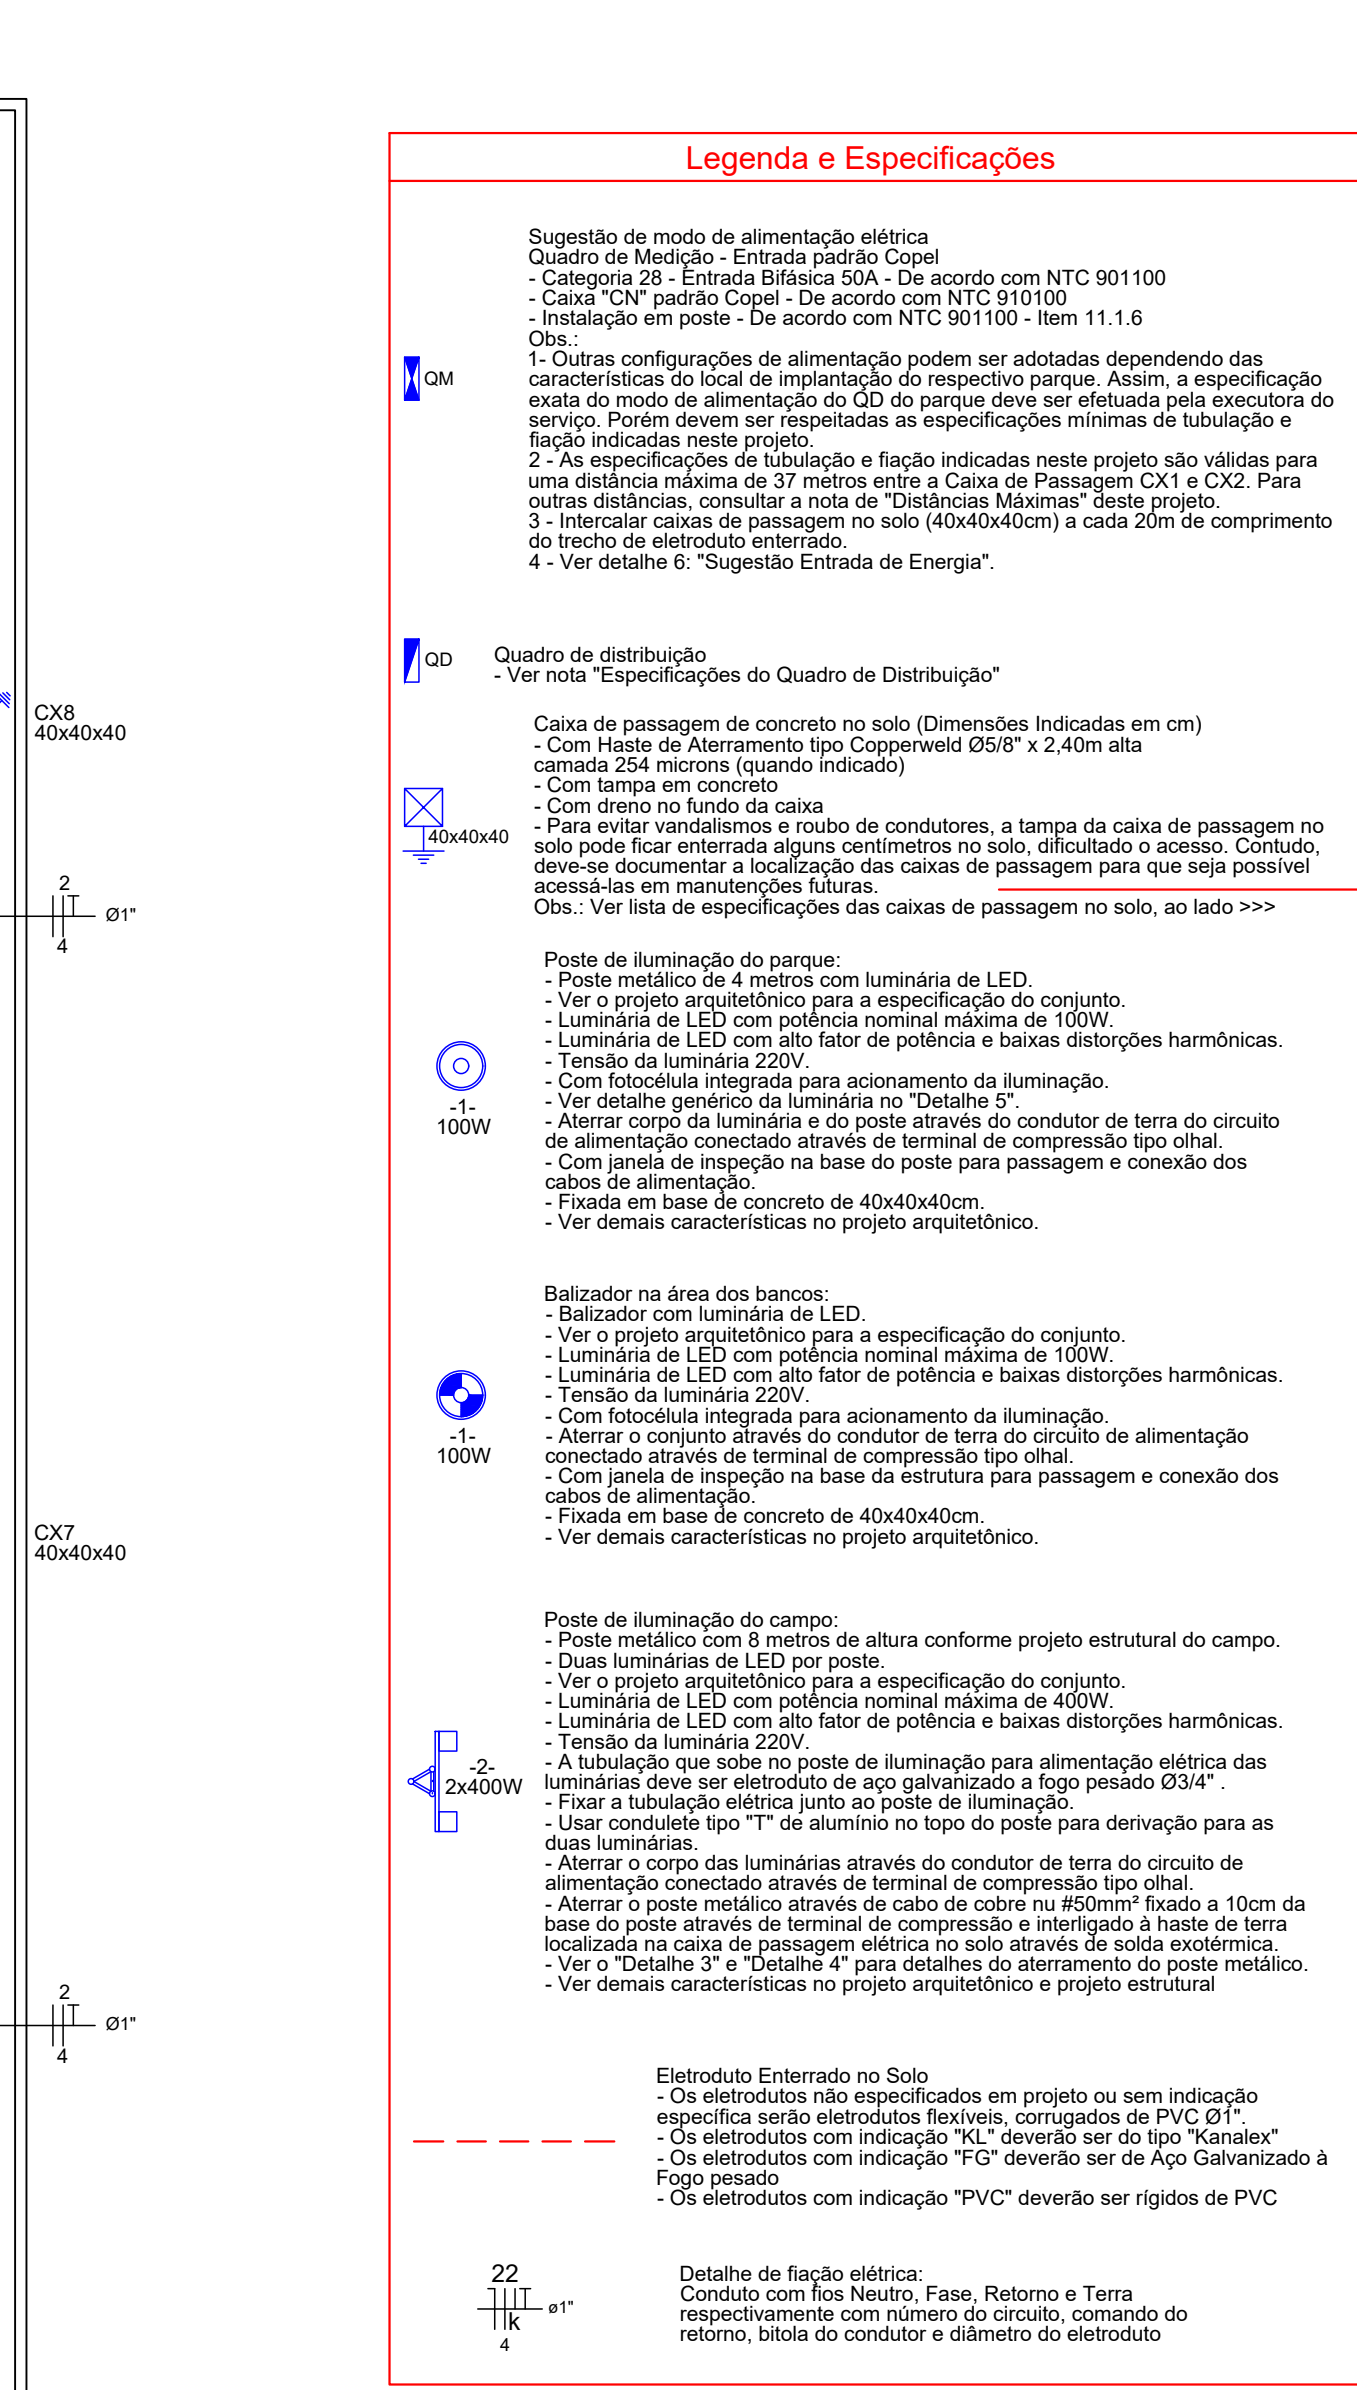 Legenda e Especificações
Sugestão de modo de alimentação elétrica
Quadro de Medição - Entrada padrão Copel
- Categoria 28 - Entrada Bifásica 50A - De acordo com NTC 901100
- Caixa "CN" padrão Copel - De acordo com NTC 910100
- Instalação em poste - De acordo com NTC 901100 - Item 11.1.6
Obs.:
1- Outras configurações de alimentação podem ser adotadas dependendo das
características do local de implantação do respectivo parque. Assim, a especificação
exata do modo de alimentação do QD do parque deve ser efetuada pela executora do
serviço. Porém devem ser respeitadas as especificações mínimas de tubulação e
fiação indicadas neste projeto.
2 - As especificações de tubulação e fiação indicadas neste projeto são válidas para
uma distância máxima de 37 metros entre a Caixa de Passagem CX1 e CX2. Para
outras distâncias, consultar a nota de "Distâncias Máximas" deste projeto.
3 - Intercalar caixas de passagem no solo (40x40x40cm) a cada 20m de comprimento
do trecho de eletroduto enterrado.
4 - Ver detalhe 6: "Sugestão Entrada de Energia".
QM
QD
Quadro de distribuição
- Ver nota "Especificações do Quadro de Distribuição"
CX8
40x40x40
Caixa de passagem de concreto no solo (Dimensões Indicadas em cm)
- Com Haste de Aterramento tipo Copperweld Ø5/8" x 2,40m alta
camada 254 microns (quando indicado)
- Com tampa em concreto
- Com dreno no fundo da caixa
- Para evitar vandalismos e roubo de condutores, a tampa da caixa de passagem no
solo pode ficar enterrada alguns centímetros no solo, dificultado o acesso. Contudo,
deve-se documentar a localização das caixas de passagem para que seja possível
acessá-las em manutenções futuras.
Obs.: Ver lista de especificações das caixas de passagem no solo, ao lado >>>
40x40x40
2
Ø1"
4
Poste de iluminação do parque:
- Poste metálico de 4 metros com luminária de LED.
- Ver o projeto arquitetônico para a especificação do conjunto.
- Luminária de LED com potência nominal máxima de 100W.
- Luminária de LED com alto fator de potência e baixas distorções harmônicas.
- Tensão da luminária 220V.
- Com fotocélula integrada para acionamento da iluminação.
- Ver detalhe genérico da luminária no "Detalhe 5".
- Aterrar corpo da luminária e do poste através do condutor de terra do circuito
de alimentação conectado através de terminal de compressão tipo olhal.
- Com janela de inspeção na base do poste para passagem e conexão dos
cabos de alimentação.
- Fixada em base de concreto de 40x40x40cm.
- Ver demais características no projeto arquitetônico.
-1-
100W
Balizador na área dos bancos:
- Balizador com luminária de LED.
- Ver o projeto arquitetônico para a especificação do conjunto.
- Luminária de LED com potência nominal máxima de 100W.
- Luminária de LED com alto fator de potência e baixas distorções harmônicas.
- Tensão da luminária 220V.
- Com fotocélula integrada para acionamento da iluminação.
- Aterrar o conjunto através do condutor de terra do circuito de alimentação
conectado através de terminal de compressão tipo olhal.
- Com janela de inspeção na base da estrutura para passagem e conexão dos
cabos de alimentação.
- Fixada em base de concreto de 40x40x40cm.
- Ver demais características no projeto arquitetônico.
-1-
100W
CX7
40x40x40
Poste de iluminação do campo:
- Poste metálico com 8 metros de altura conforme projeto estrutural do campo.
- Duas luminárias de LED por poste.
- Ver o projeto arquitetônico para a especificação do conjunto.
- Luminária de LED com potência nominal máxima de 400W.
- Luminária de LED com alto fator de potência e baixas distorções harmônicas.
- Tensão da luminária 220V.
- A tubulação que sobe no poste de iluminação para alimentação elétrica das
luminárias deve ser eletroduto de aço galvanizado a fogo pesado Ø3/4" .
- Fixar a tubulação elétrica junto ao poste de iluminação.
- Usar condulete tipo "T" de alumínio no topo do poste para derivação para as
duas luminárias.
- Aterrar o corpo das luminárias através do condutor de terra do circuito de
alimentação conectado através de terminal de compressão tipo olhal.
- Aterrar o poste metálico através de cabo de cobre nu #50mm² fixado a 10cm da
base do poste através de terminal de compressão e interligado à haste de terra
localizada na caixa de passagem elétrica no solo através de solda exotérmica.
- Ver o "Detalhe 3" e "Detalhe 4" para detalhes do aterramento do poste metálico.
- Ver demais características no projeto arquitetônico e projeto estrutural
-2-
2x400W
2
Ø1"
4
Eletroduto Enterrado no Solo
- Os eletrodutos não especificados em projeto ou sem indicação
específica serão eletrodutos flexíveis, corrugados de PVC Ø1".
- Os eletrodutos com indicação "KL" deverão ser do tipo "Kanalex"
- Os eletrodutos com indicação "FG" deverão ser de Aço Galvanizado à
Fogo pesado
- Os eletrodutos com indicação "PVC" deverão ser rígidos de PVC
22
ø1"
k
4
Detalhe de fiação elétrica:
Conduto com fios Neutro, Fase, Retorno e Terra
respectivamente com número do circuito, comando do
retorno, bitola do condutor e diâmetro do eletroduto